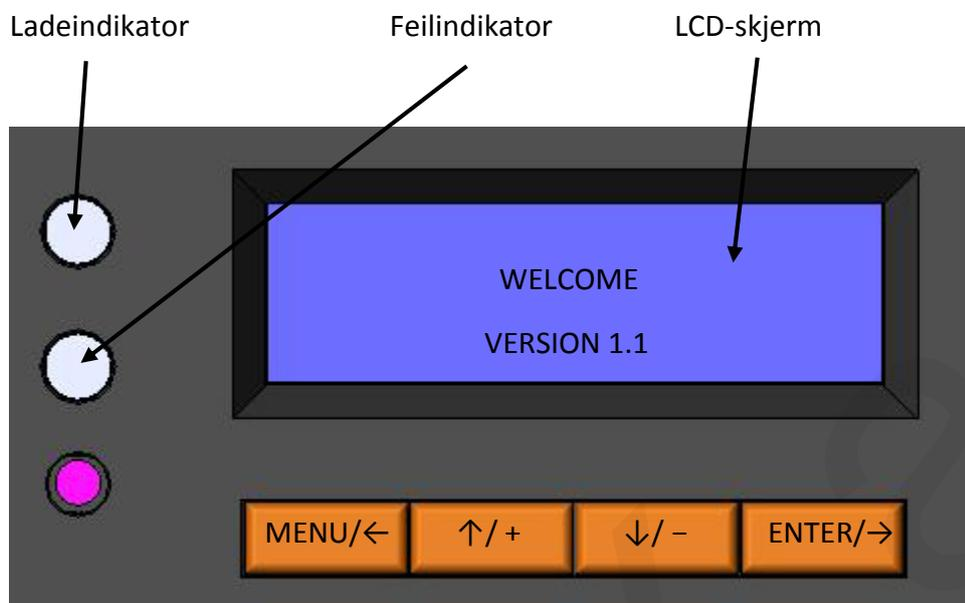 Ladeindikator Feilindikator LCD-skjerm
WELCOME
VERSION 1.1
MENU/← ↑/ + ↓/ − ENTER/→